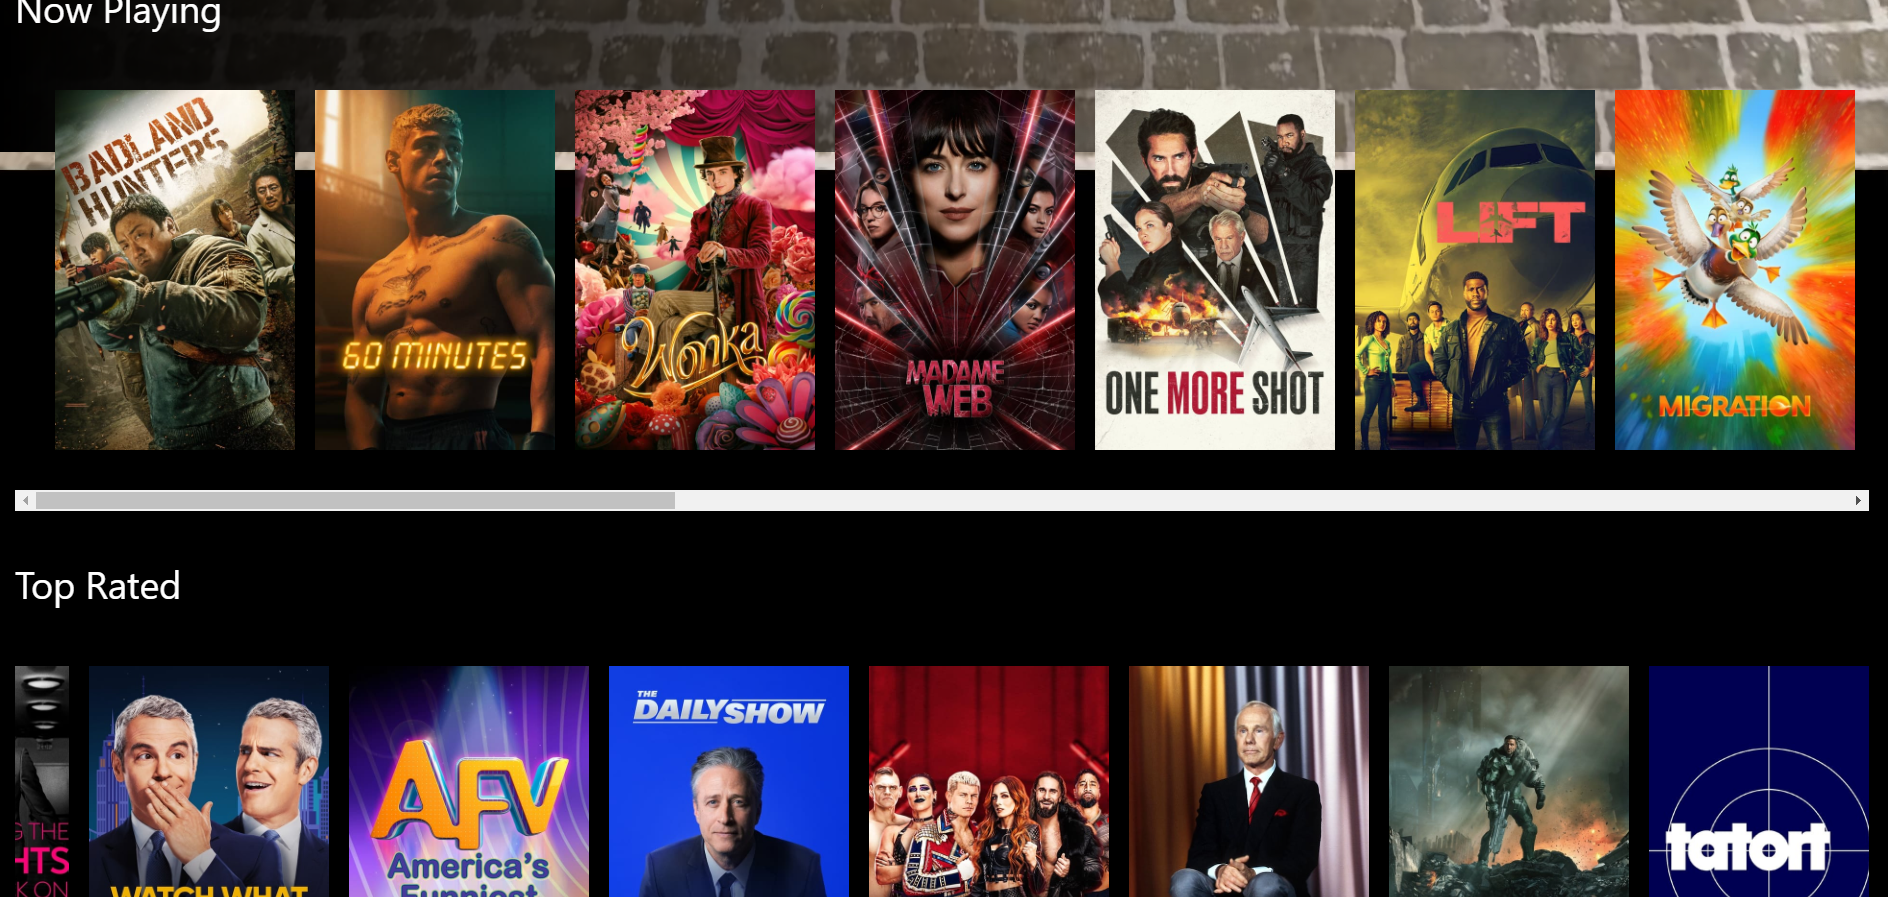 Now Playing
BADLAND
HUNTERS
60 MINUTES
Wonka
MADAME
WEB
ONE MORE SHOT
LIFT
MIGRATION
Top Rated
THE
HTS
K ON
WATCH WHAT
AFV
America's
Funniest
THE
DAILY SHOW
tatort